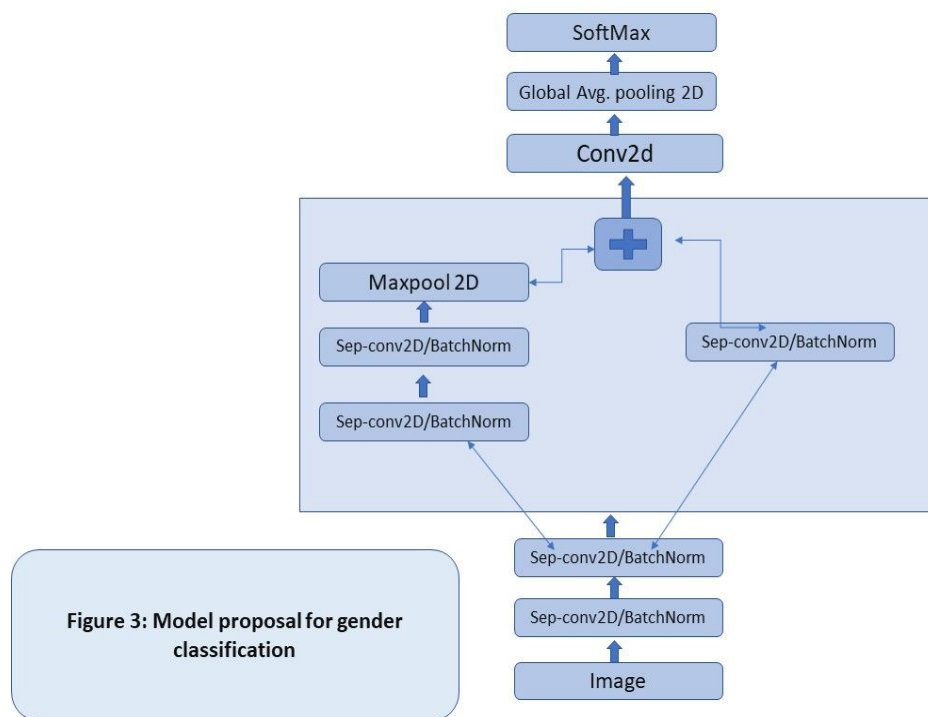 SoftMax
Global Avg. pooling 2D
Conv2d
Maxpool 2D
Sep-conv2D/BatchNorm
Sep-conv2D/BatchNorm
Sep-conv2D/BatchNorm
Sep-conv2D/BatchNorm
Sep-conv2D/BatchNorm
Image
Figure 3: Model proposal for gender
classification